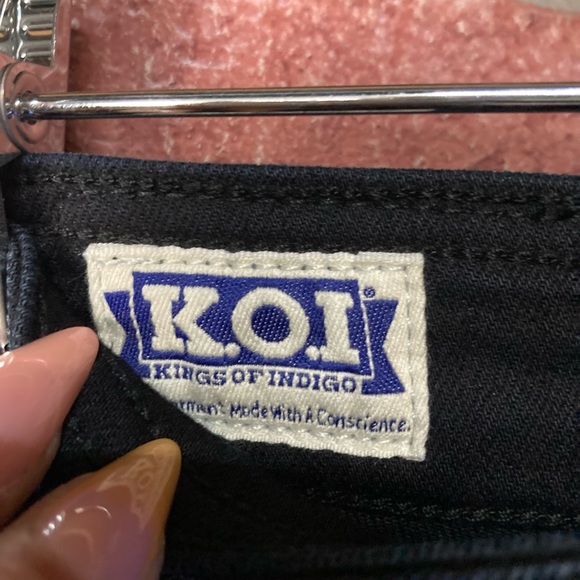 K.O.I®
KINGS OF INDIGO
Made With A Conscience.